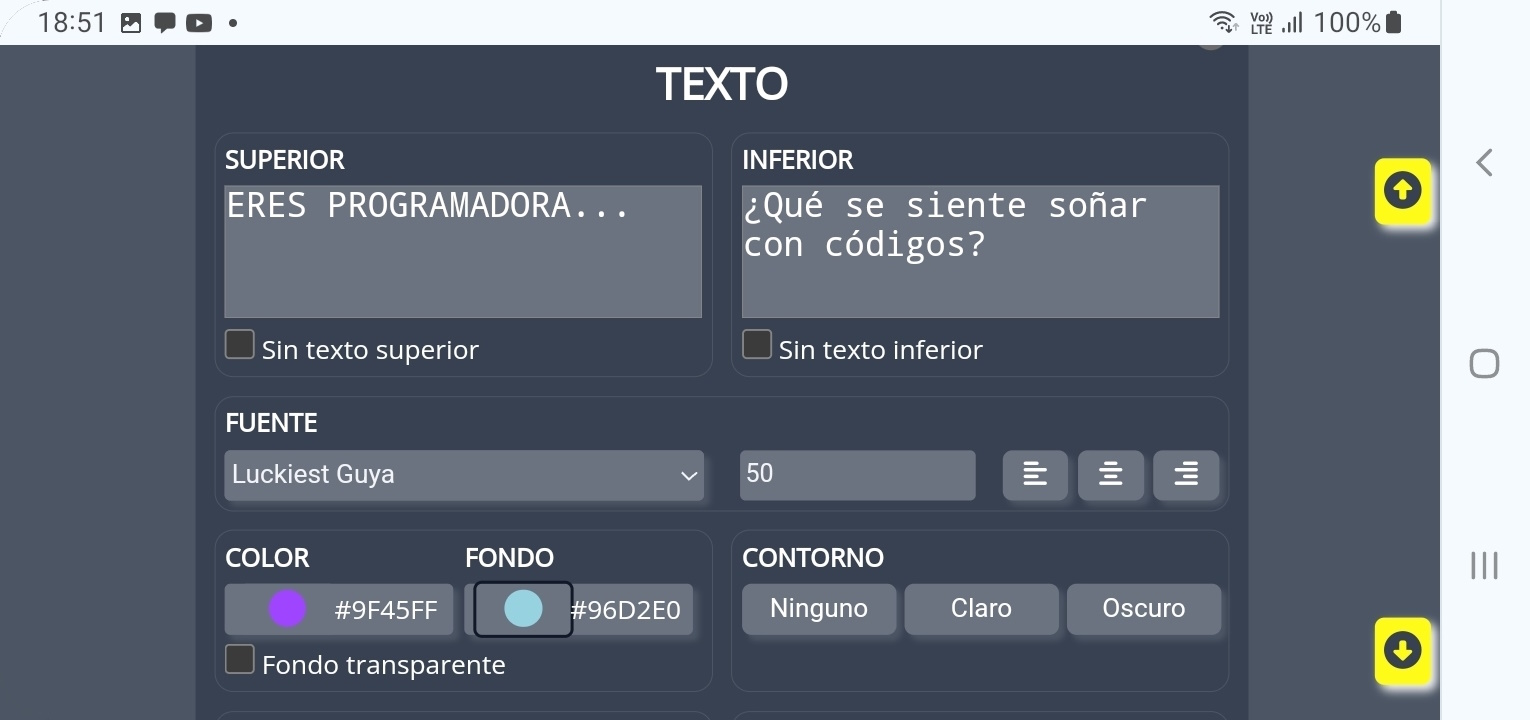 18:51
Vo)) LTE
100%
TEXTO
SUPERIOR
ERES PROGRAMADORA...
Sin texto superior
INFERIOR
¿Qué se siente soñar
con códigos?
Sin texto inferior
FUENTE
Luckiest Guya
50
COLOR
#9F45FF
FONDO
#96D2E0
Fondo transparente
CONTORNO
Ninguno
Claro
Oscuro